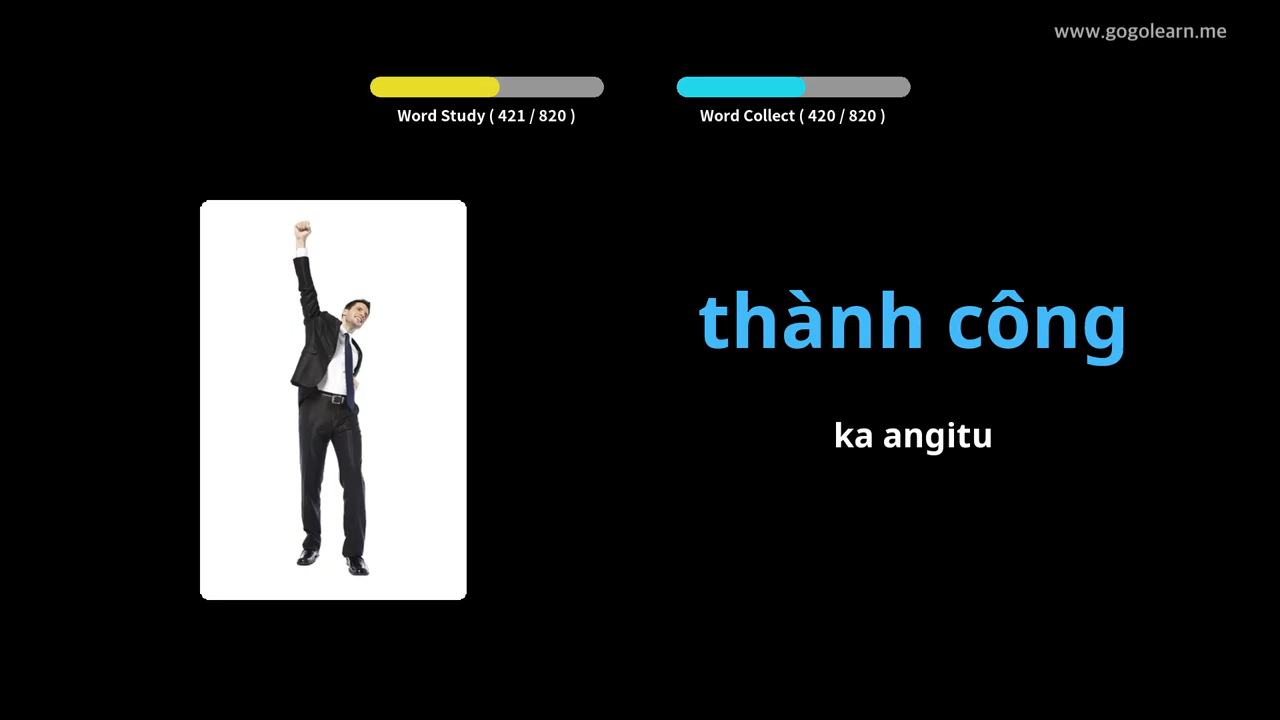 www.gogolearn.me
Word Study ( 421 / 820 )
Word Collect ( 420 / 820 )
thành công
ka angitu